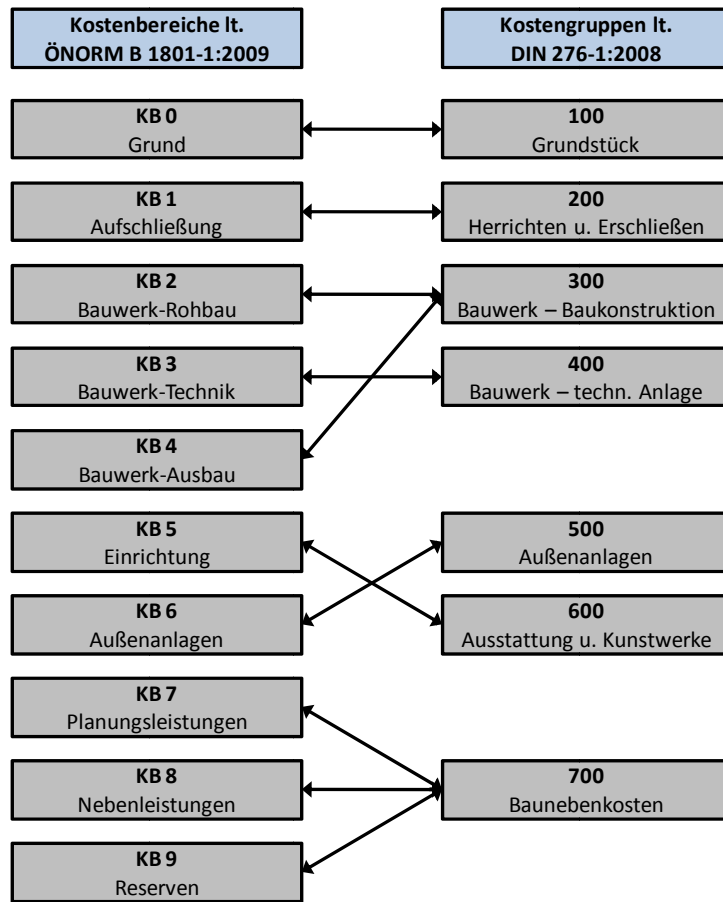 Kostenbereiche lt.
ÖNORM B 1801-1:2009
Kostengruppen lt.
DIN 276-1:2008
KB 0
Grund
100
Grundstück
KB 1
Aufschließung
200
Herrichten u. Erschließen
KB 2
Bauwerk-Rohbau
300
Bauwerk – Baukonstruktion
KB 3
Bauwerk-Technik
400
Bauwerk – techn. Anlage
KB 4
Bauwerk-Ausbau
KB 5
Einrichtung
500
Außenanlagen
KB 6
Außenanlagen
600
Ausstattung u. Kunstwerke
KB 7
Planungsleistungen
KB 8
Nebenleistungen
700
Baunebenkosten
KB 9
Reserven